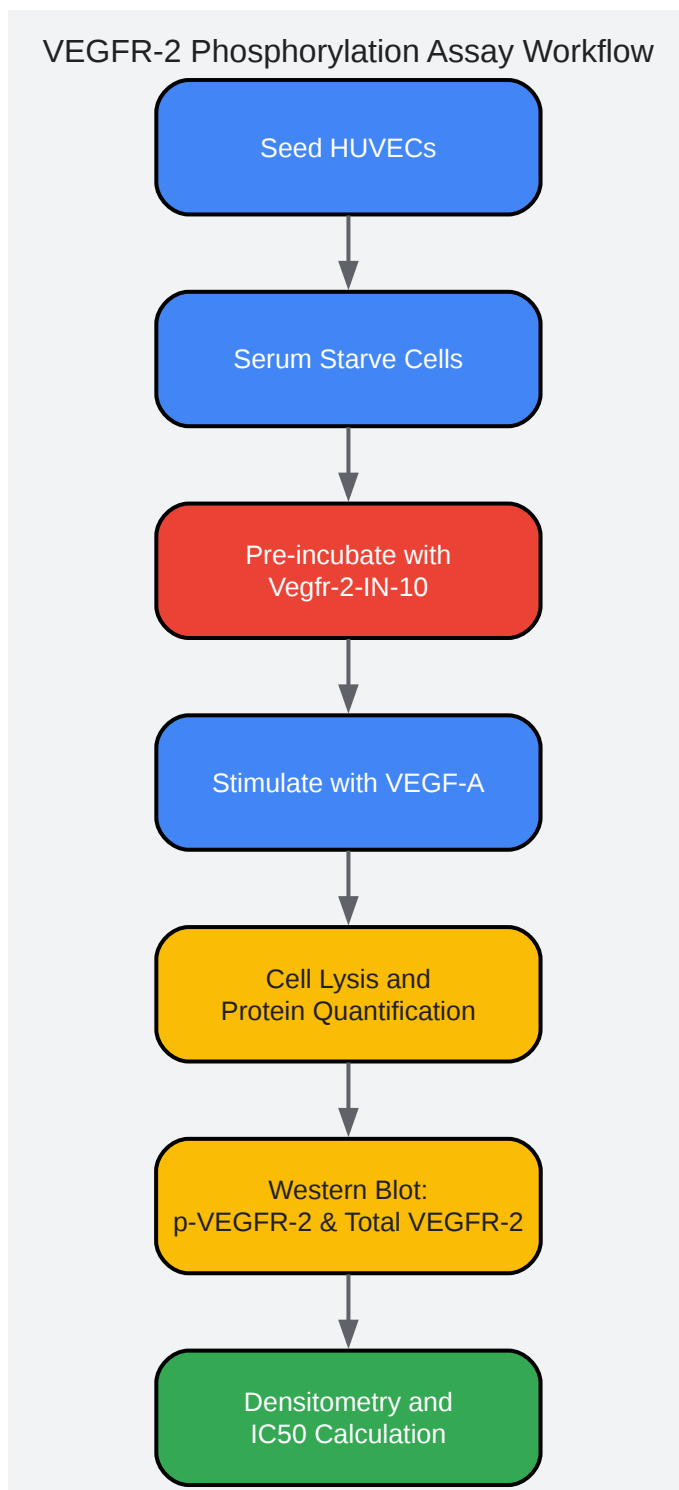 VEGFR-2 Phosphorylation Assay Workflow
Seed HUVECs
Serum Starve Cells
Pre-incubate with
Vegfr-2-IN-10
Stimulate with VEGF-A
Cell Lysis and
Protein Quantification
Western Blot:
p-VEGFR-2 & Total VEGFR-2
Densitometry and
IC50 Calculation